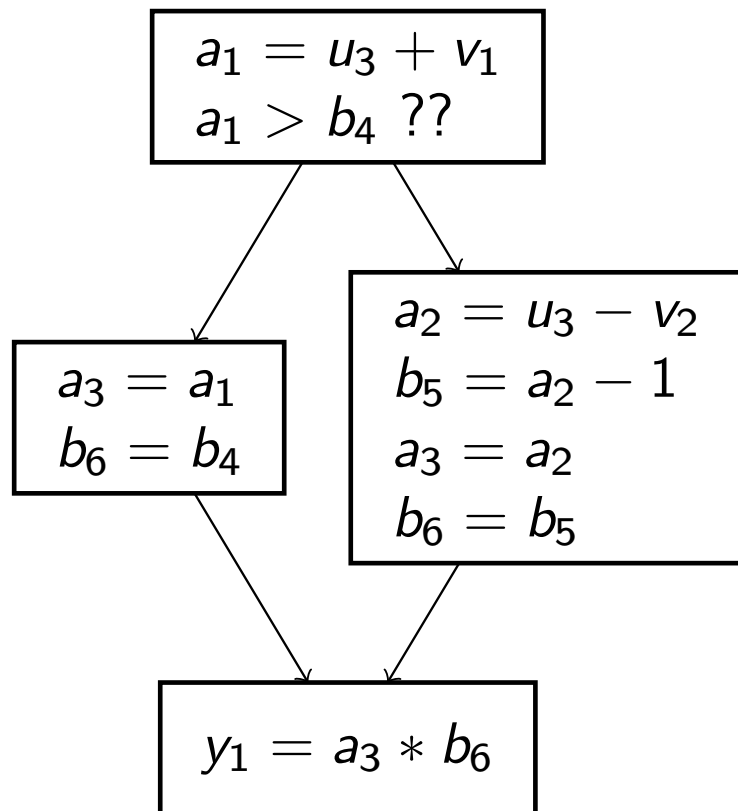 a₁ = u₃ + v₁
a₁ > b₄ ??
a₃ = a₁
b₆ = b₄
a₂ = u₃ − v₂
b₅ = a₂ − 1
a₃ = a₂
b₆ = b₅
y₁ = a₃ ∗ b₆